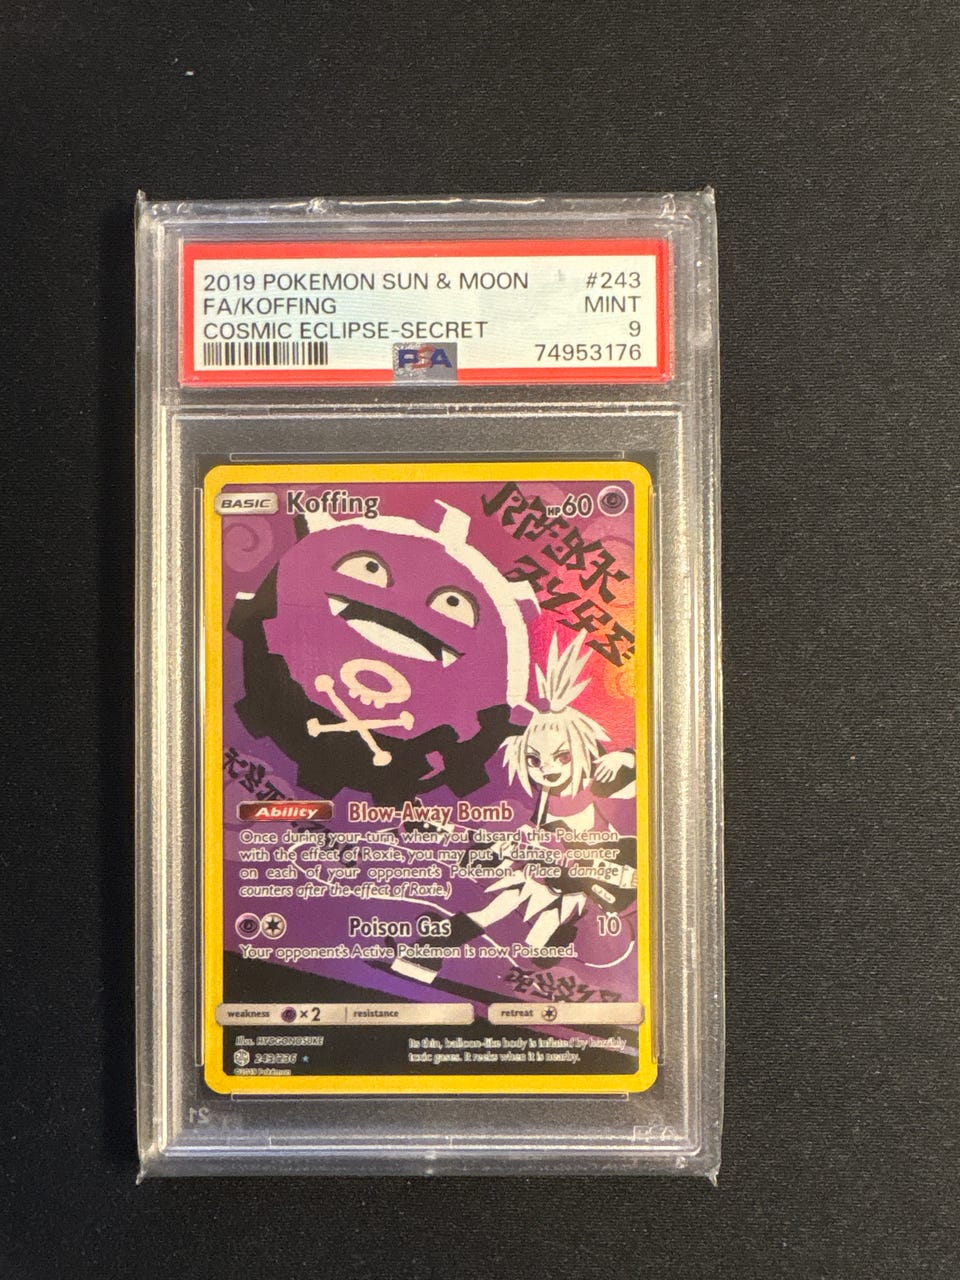 2019 POKEMON SUN & MOON #243
FA/KOFFING MINT
COSMIC ECLIPSE-SECRET 9
PSA 74953176
BASIC Koffing HP60
Ability Blow-Away Bomb
Once during your turn, when you discard this Pokémon
with the effect of Roxie, you may put 1 damage counter
on each of your opponent's Pokémon. (Place damage
counters after the effect of Roxie.)
Poison Gas 10
Your opponent's Active Pokémon is now Poisoned.
weakness ×2 resistance retreat
Illus. HYOGONOSUKE
Its thin, balloon-like body is inflated by horribly
toxic gases. It reeks when it is nearby.
243/236
©2019 Pokémon